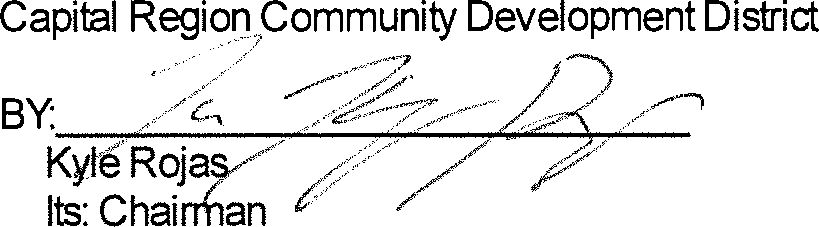 Capital Region Community Development District
BY:
Kyle Rojas
Its: Chairman